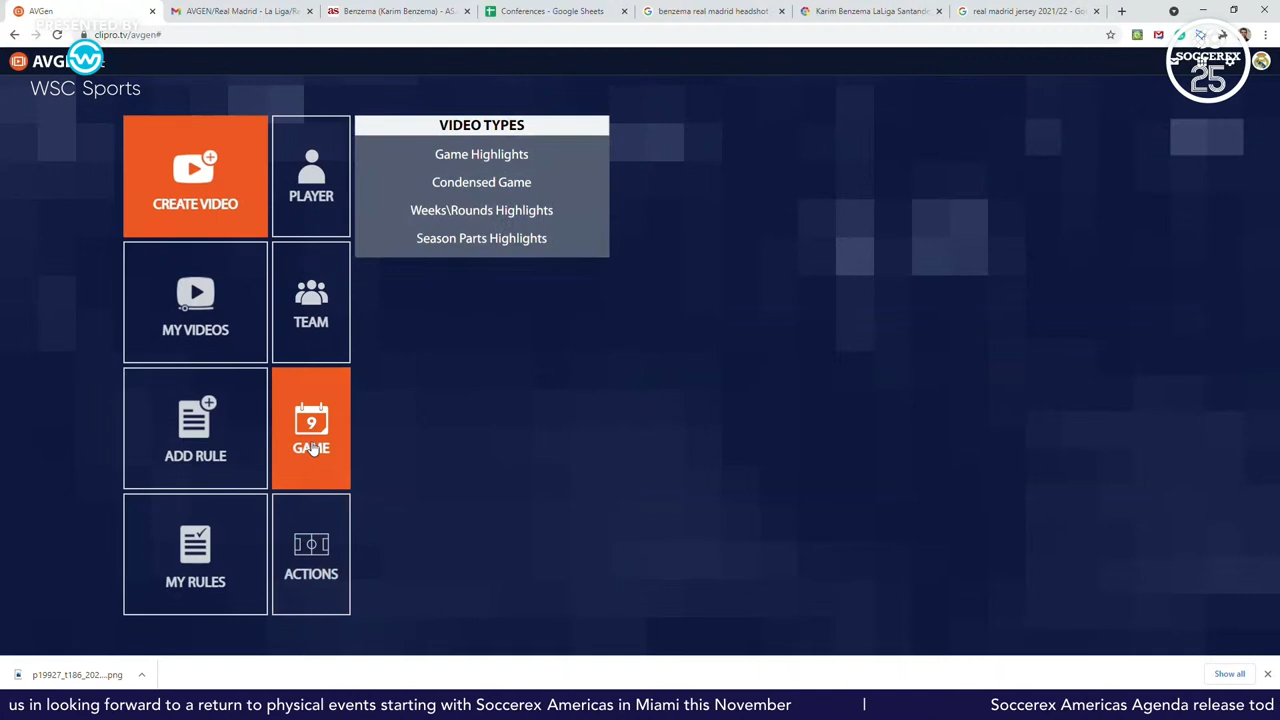 AVGen
AVGEN/Real Madrid - La Liga/R
Benzema (Karim Benzema) - A
Conferences - Google Sheets
benzema real madrid headshot
Karim Benzema LaLiga Santande
real madrid jersey 2021/22 - Go
PRESENTED BY
clipro.tv/avgen#
SOCCEREX
25
WSC Sports
CREATE VIDEO
PLAYER
VIDEO TYPES
Game Highlights
Condensed Game
Weeks\Rounds Highlights
Season Parts Highlights
MY VIDEOS
TEAM
ADD RULE
9
GAME
MY RULES
ACTIONS
p19927_t186_202....png
Show all
us in looking forward to a return to physical events starting with Soccerex Americas in Miami this November | Soccerex Americas Agenda release tod